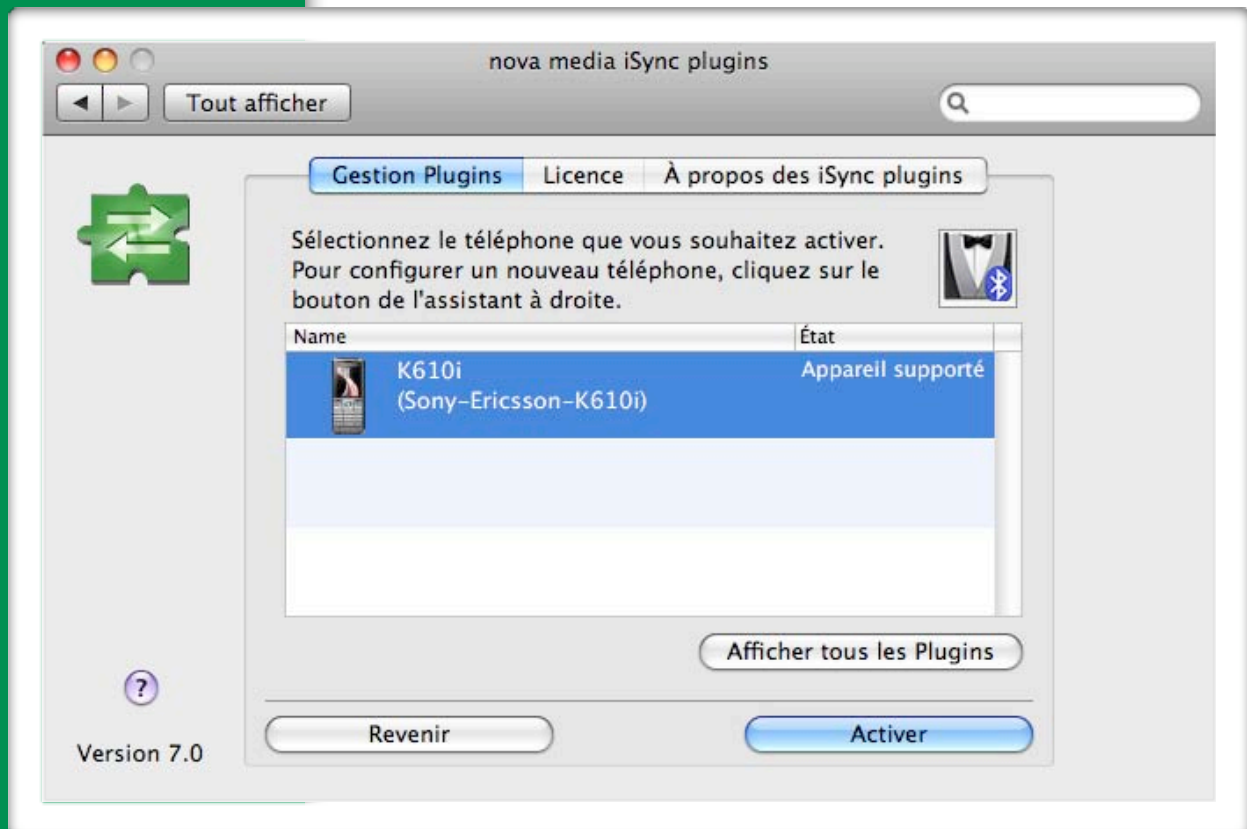 nova media iSync plugins
Tout afficher
Gestion Plugins Licence À propos des iSync plugins
Sélectionnez le téléphone que vous souhaitez activer.
Pour configurer un nouveau téléphone, cliquez sur le
bouton de l'assistant à droite.
Name État
K610i Appareil supporté
(Sony-Ericsson-K610i)
Afficher tous les Plugins
?
Revenir Activer
Version 7.0